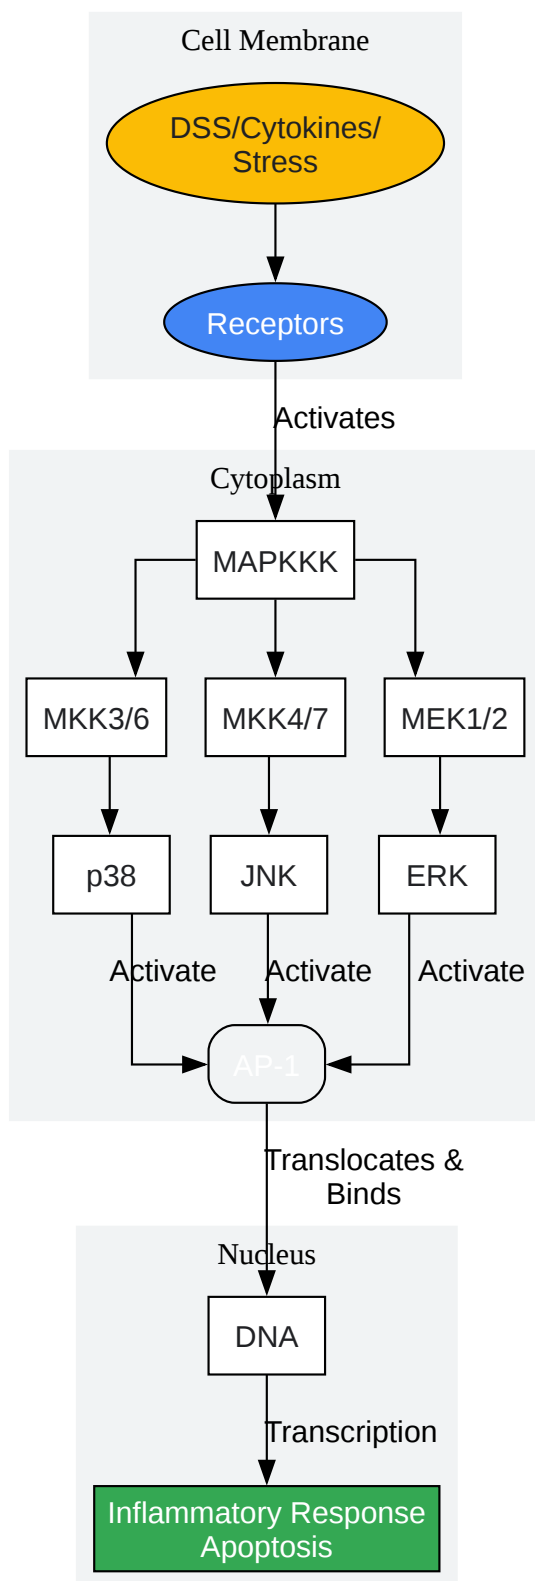 Cell Membrane
DSS/Cytokines/
Stress
Receptors
Activates
Cytoplasm
MAPKKK
MKK3/6
MKK4/7
MEK1/2
p38
JNK
ERK
Activate
Activate
Activate
AP-1
Translocates &
Binds
Nucleus
DNA
Transcription
Inflammatory Response
Apoptosis